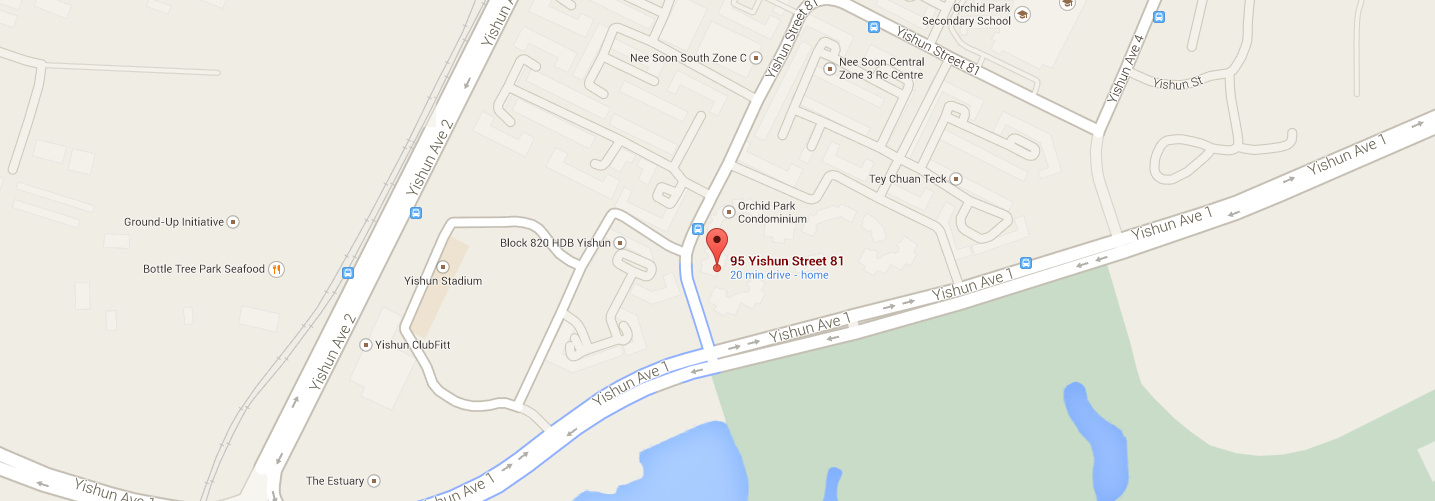 Yishun A
Orchid Park
Secondary School
Yishun Street 81
Nee Soon South Zone C
Yishun Street 81
Nee Soon Central
Zone 3 Rc Centre
Yishun Ave 4
Yishun St
Yishun Ave 2
Yishun Ave 1
Tey Chuan Teck
Orchid Park
Condominium
Ground-Up Initiative
Yishun Ave 1
Block 820 HDB Yishun
95 Yishun Street 81
20 min drive - home
Bottle Tree Park Seafood
Yishun Stadium
Yishun Ave 1
Yishun Ave 1
Yishun Ave 2
Yishun ClubFitt
Yishun Ave 1
The Estuary
Yishun Ave 1
un Ave 1